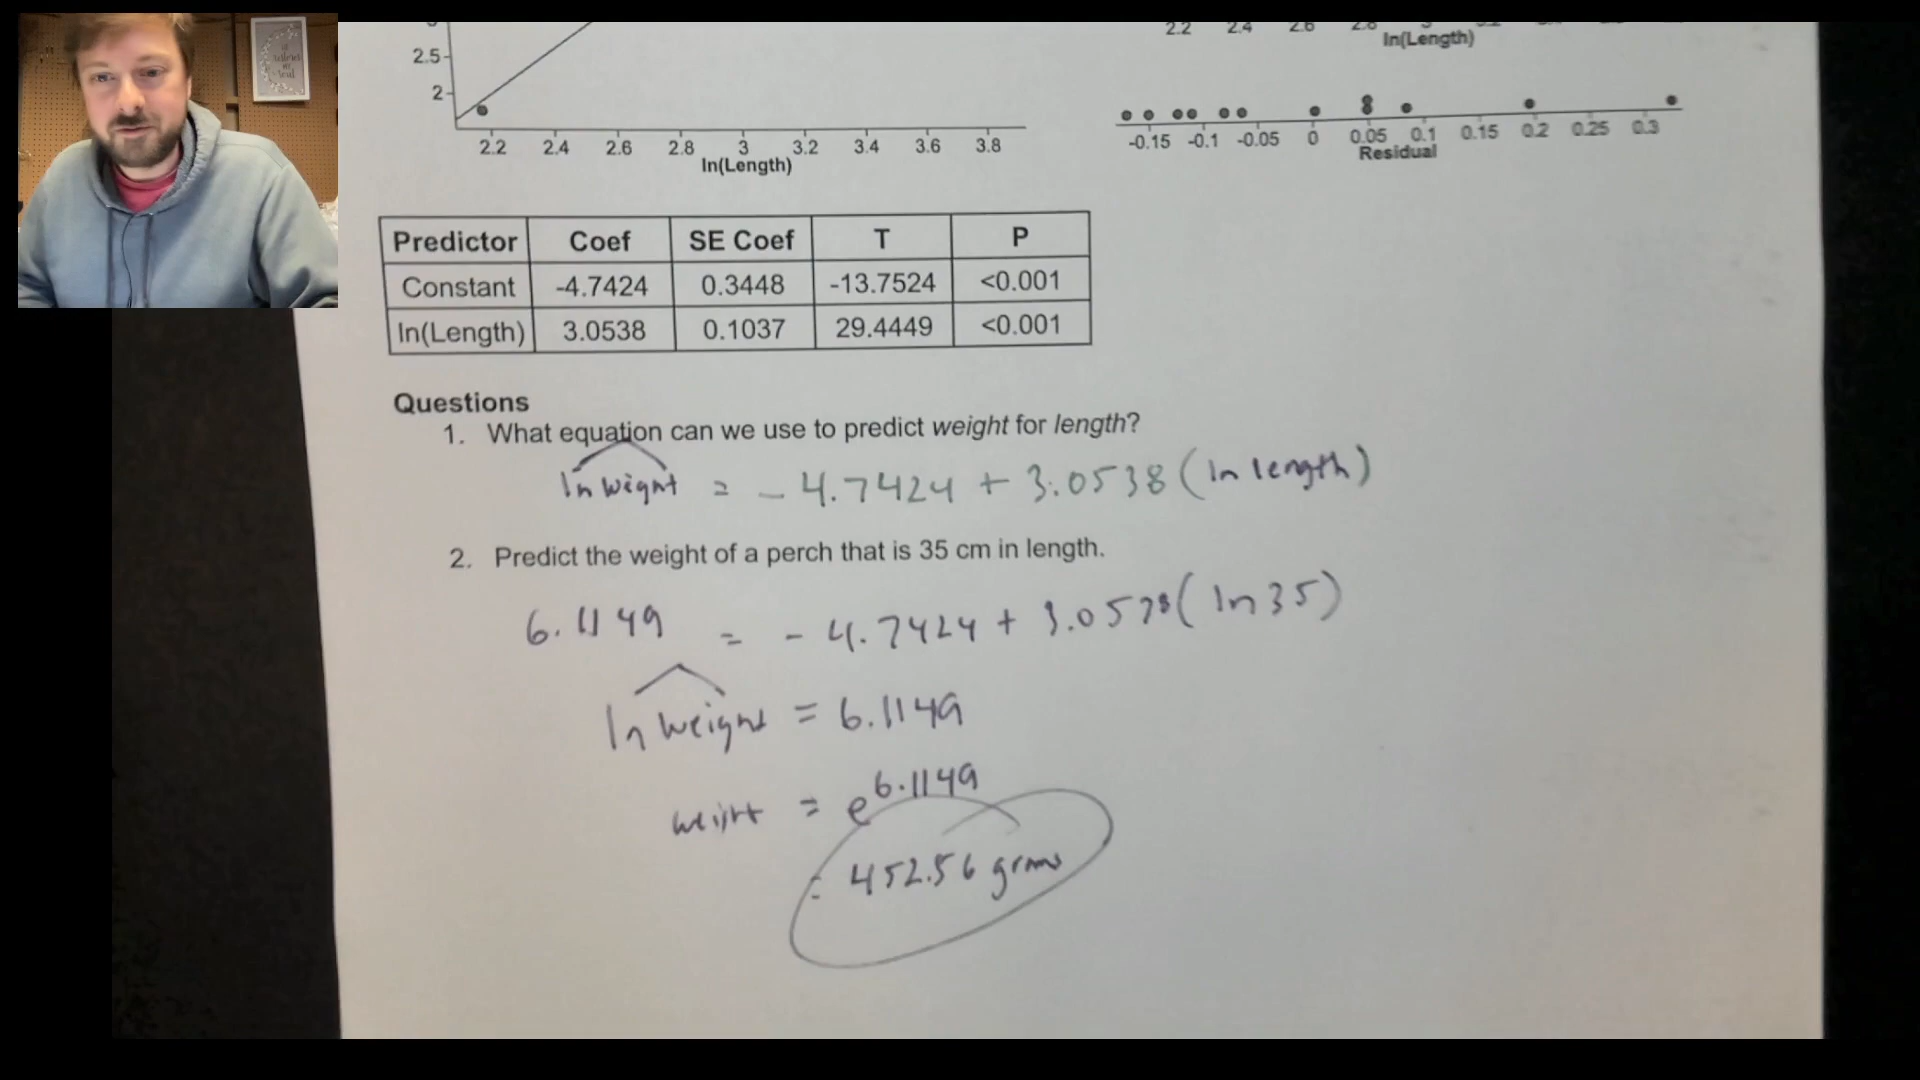 2.5
2
2.2 2.4 2.6 2.8 3 3.2 3.4 3.6 3.8
ln(Length)
2.2 2.4 2.6 2.8
ln(Length)
-0.15 -0.1 -0.05 0 0.05 0.1 0.15 0.2 0.25 0.3
Residual
Predictor Coef SE Coef T P
Constant -4.7424 0.3448 -13.7524 <0.001
ln(Length) 3.0538 0.1037 29.4449 <0.001
Questions
1. What equation can we use to predict weight for length?
ln weight = - 4.7424 + 3.0538 (ln length)
2. Predict the weight of a perch that is 35 cm in length.
6.1149 = - 4.7424 + 3.0538 (ln 35)
ln weight = 6.1149
weight = e^6.1149
= 452.56 grams